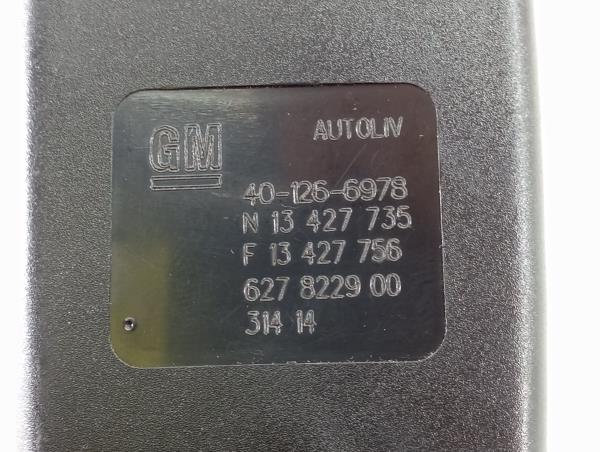 GM AUTOLIV
40-126-6978
N 13 427 735
F 13 427 756
627 8229 00
314 14